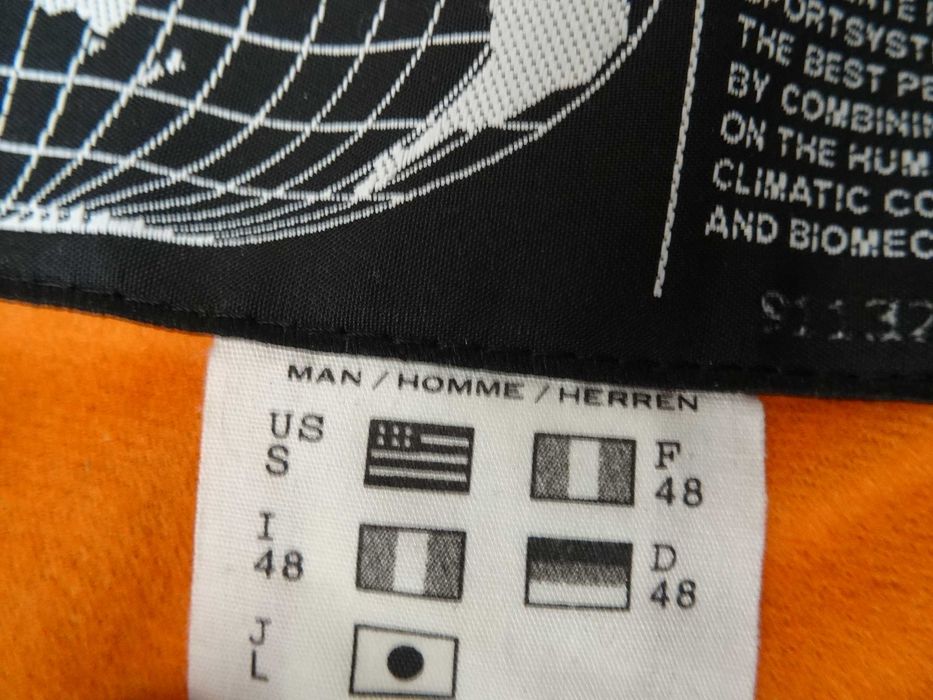 THE BEST
BY
ON THE
CLIMATIC
AND
MAN / HOMME / HERREN
US
S
F
48
I
48
D
48
J
L